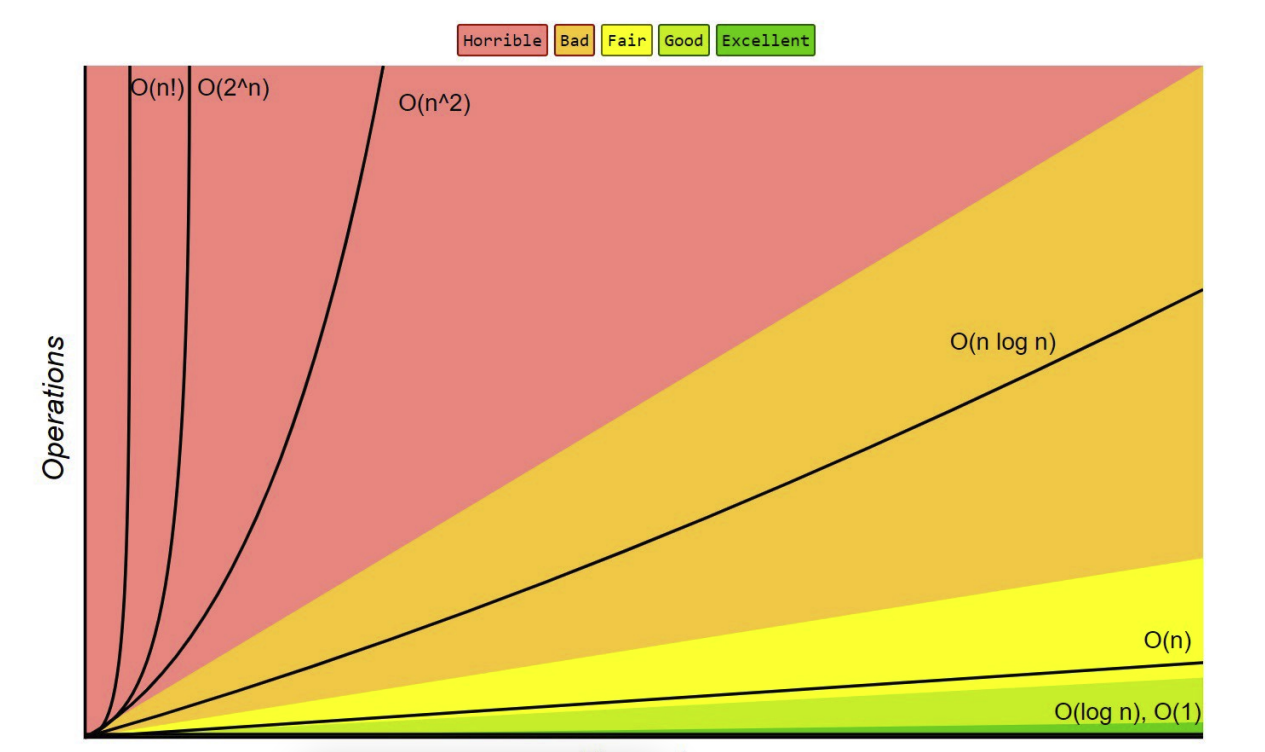 Horrible Bad Fair Good Excellent
O(n!) O(2^n)
O(n^2)
O(n log n)
Operations
O(n)
O(log n), O(1)